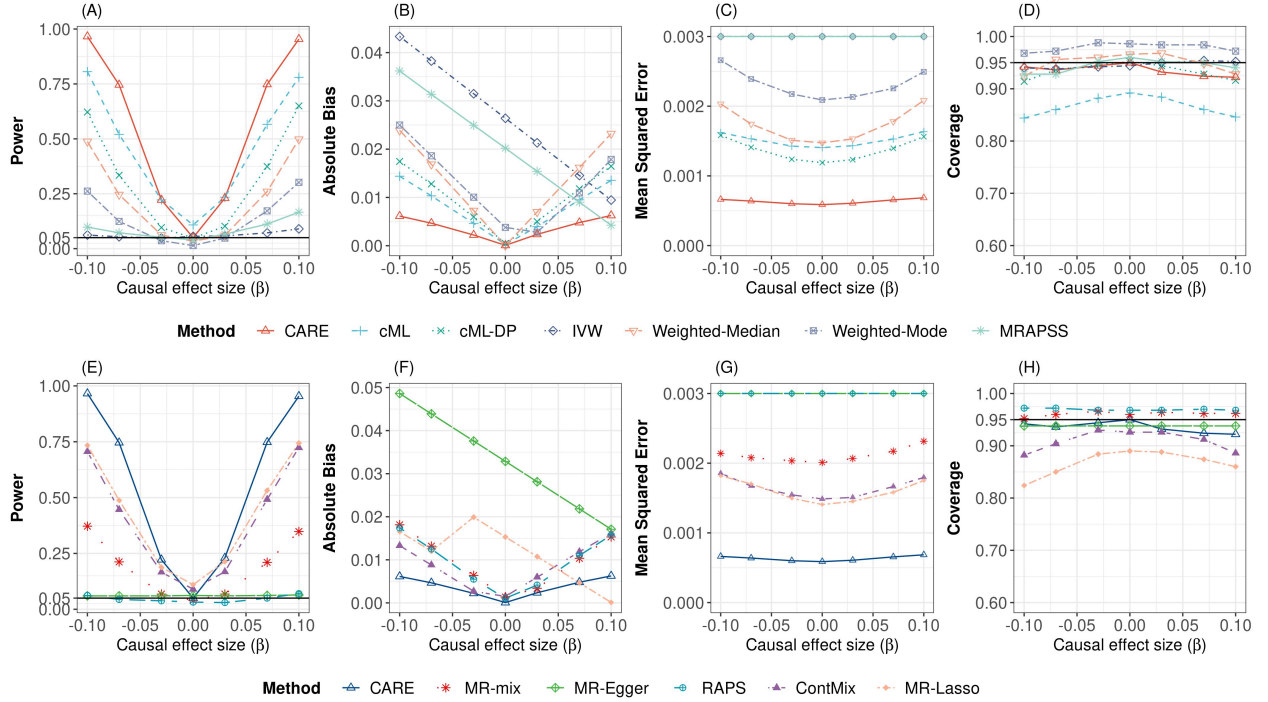 (A) (B) (C) (D)
Power
1.00
0.75
0.50
0.25
0.05
0.00
-0.10 -0.05 0.00 0.05 0.10
Causal effect size (β)
Absolute Bias
0.04
0.03
0.02
0.01
0.00
-0.10 -0.05 0.00 0.05 0.10
Causal effect size (β)
Mean Squared Error
0.003
0.002
0.001
0.000
-0.10 -0.05 0.00 0.05 0.10
Causal effect size (β)
Coverage
1.00
0.95
0.90
0.80
0.70
0.60
-0.10 -0.05 0.00 0.05 0.10
Causal effect size (β)
Method CARE cML cML-DP IVW Weighted-Median Weighted-Mode MRAPSS
(E) (F) (G) (H)
Power
1.00
0.75
0.50
0.25
0.05
0.00
-0.10 -0.05 0.00 0.05 0.10
Causal effect size (β)
Absolute Bias
0.05
0.04
0.03
0.02
0.01
0.00
-0.10 -0.05 0.00 0.05 0.10
Causal effect size (β)
Mean Squared Error
0.003
0.002
0.001
0.000
-0.10 -0.05 0.00 0.05 0.10
Causal effect size (β)
Coverage
1.00
0.95
0.90
0.80
0.70
0.60
-0.10 -0.05 0.00 0.05 0.10
Causal effect size (β)
Method CARE MR-mix MR-Egger RAPS ContMix MR-Lasso